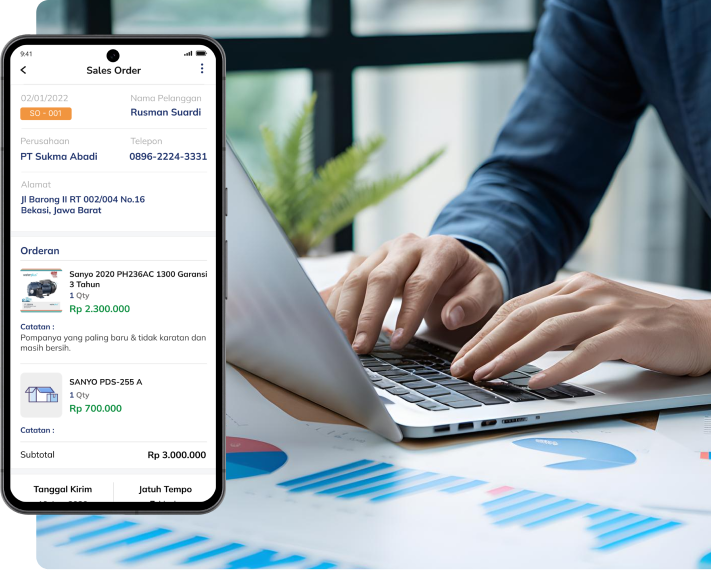 9:41
Sales Order
02/01/2022
Nama Pelanggan
SO - 001
Rusman Suardi
Perusahaan
Telepon
PT Sukma Abadi
0896-2224-3331
Alamat
Jl Barong II RT 002/004 No.16
Bekasi, Jawa Barat
Orderan
Sanyo 2020 PH236AC 1300 Garansi
3 Tahun
1 Qty
Rp 2.300.000
Catatan :
Pompanya yang paling baru & tidak karatan dan
masih bersih.
SANYO PDS-255 A
1 Qty
Rp 700.000
Catatan :
Subtotal
Rp 3.000.000
Tanggal Kirim
Jatuh Tempo